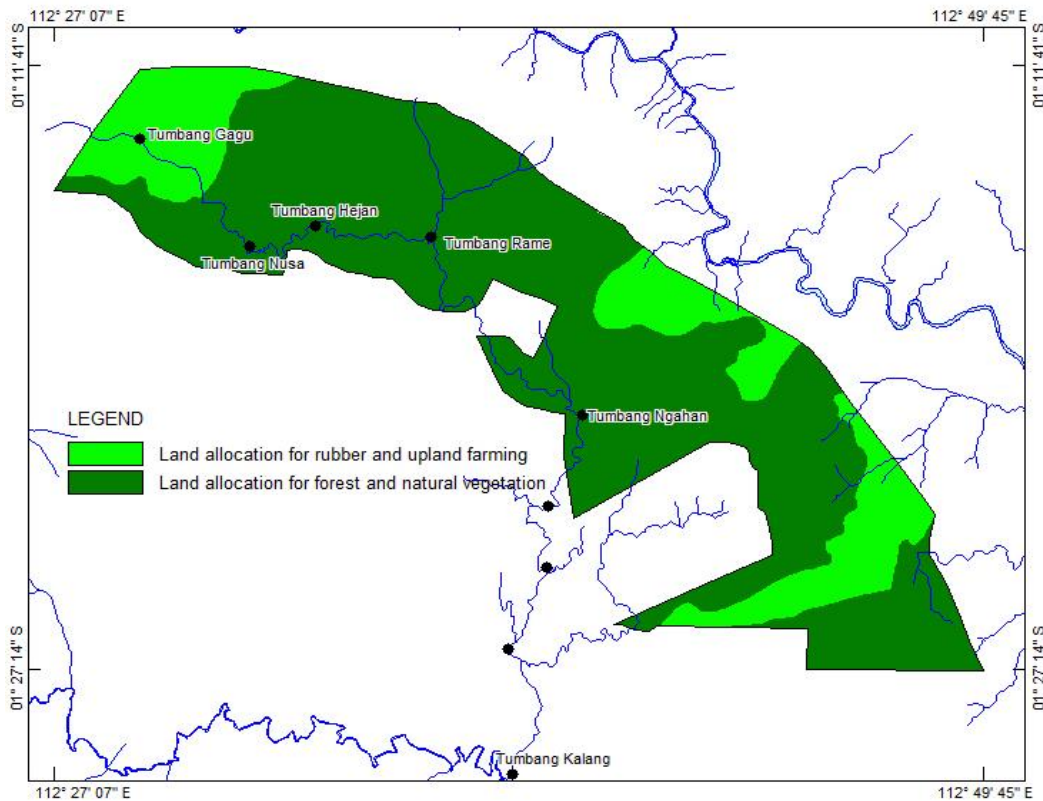 112° 27' 07" E
112° 49' 45" E
01° 11' 41" S
01° 11' 41" S
Tumbang Gagu
Tumbang Hejan
Tumbang Rame
Tumbang Nusa
Tumbang Ngahan
LEGEND
Land allocation for rubber and upland farming
Land allocation for forest and natural vegetation
01° 27' 14" S
01° 27' 14" S
Tumbang Kalang
112° 27' 07" E
112° 49' 45" E